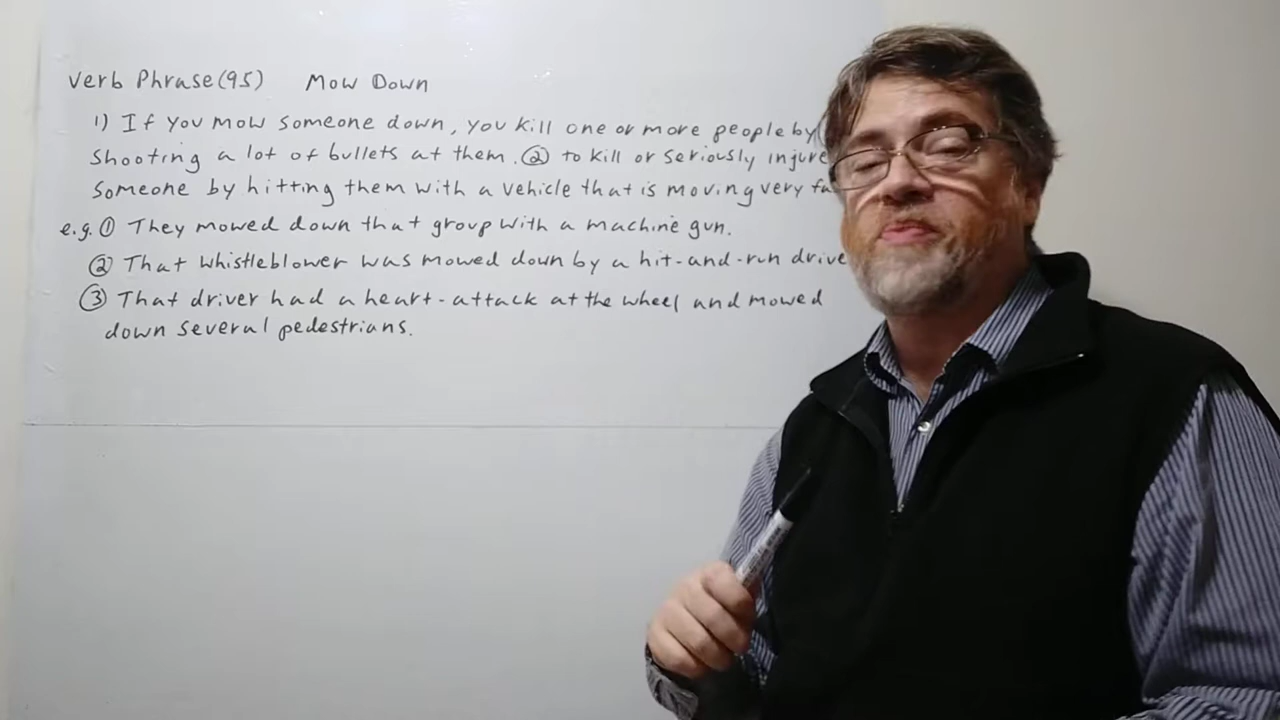 Verb Phrase(95) Mow Down
1) If you mow someone down, you kill one or more people by
shooting a lot of bullets at them. ② to kill or seriously injure
someone by hitting them with a vehicle that is moving very
e.g. ① They mowed down that group with a machine gun.
② That whistleblower was mowed down by a hit-and-run
③ That driver had a heart-attack at the wheel and mowed
down several pedestrians.